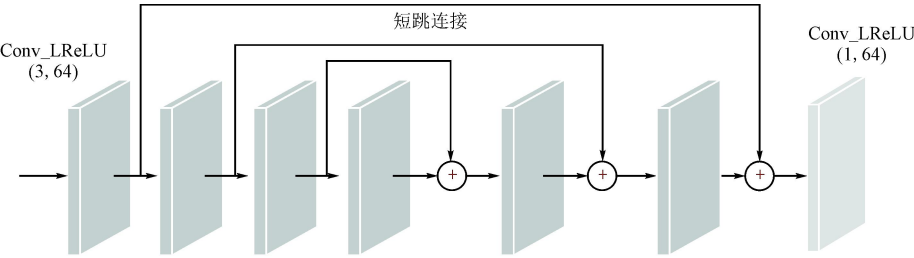 短跳连接
Conv_LReLU
(3, 64)
Conv_LReLU
(1, 64)
+
+
+